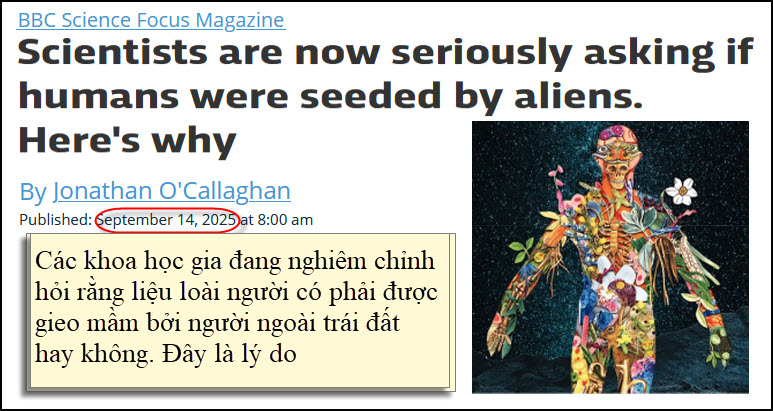 BBC Science Focus Magazine
Scientists are now seriously asking if
humans were seeded by aliens.
Here's why
By Jonathan O'Callaghan
Published: September 14, 2025 at 8:00 am
Các khoa học gia đang nghiêm chỉnh
hỏi rằng liệu loài người có phải được
gieo mầm bởi người ngoài trái đất
hay không. Đây là lý do